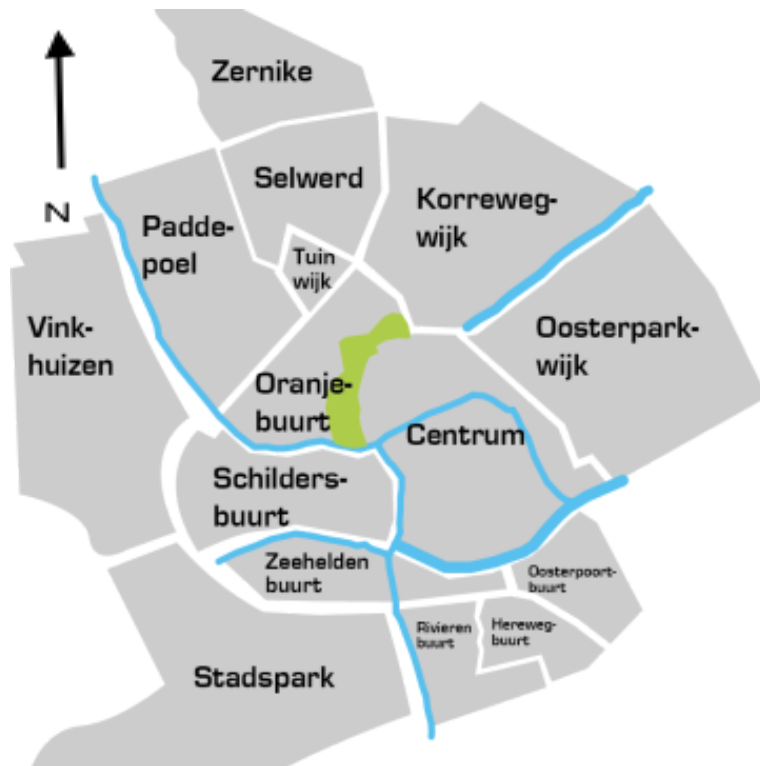 Zernike
Selwerd
Korreweg-
wijk
N
Padde-
poel
Tuin
wijk
Vink-
huizen
Oosterpark-
wijk
Oranje-
buurt
Centrum
Schilders-
buurt
Zeehelden
buurt
Oosterpoort-
buurt
Rivieren
buurt
Hereweg-
buurt
Stadspark